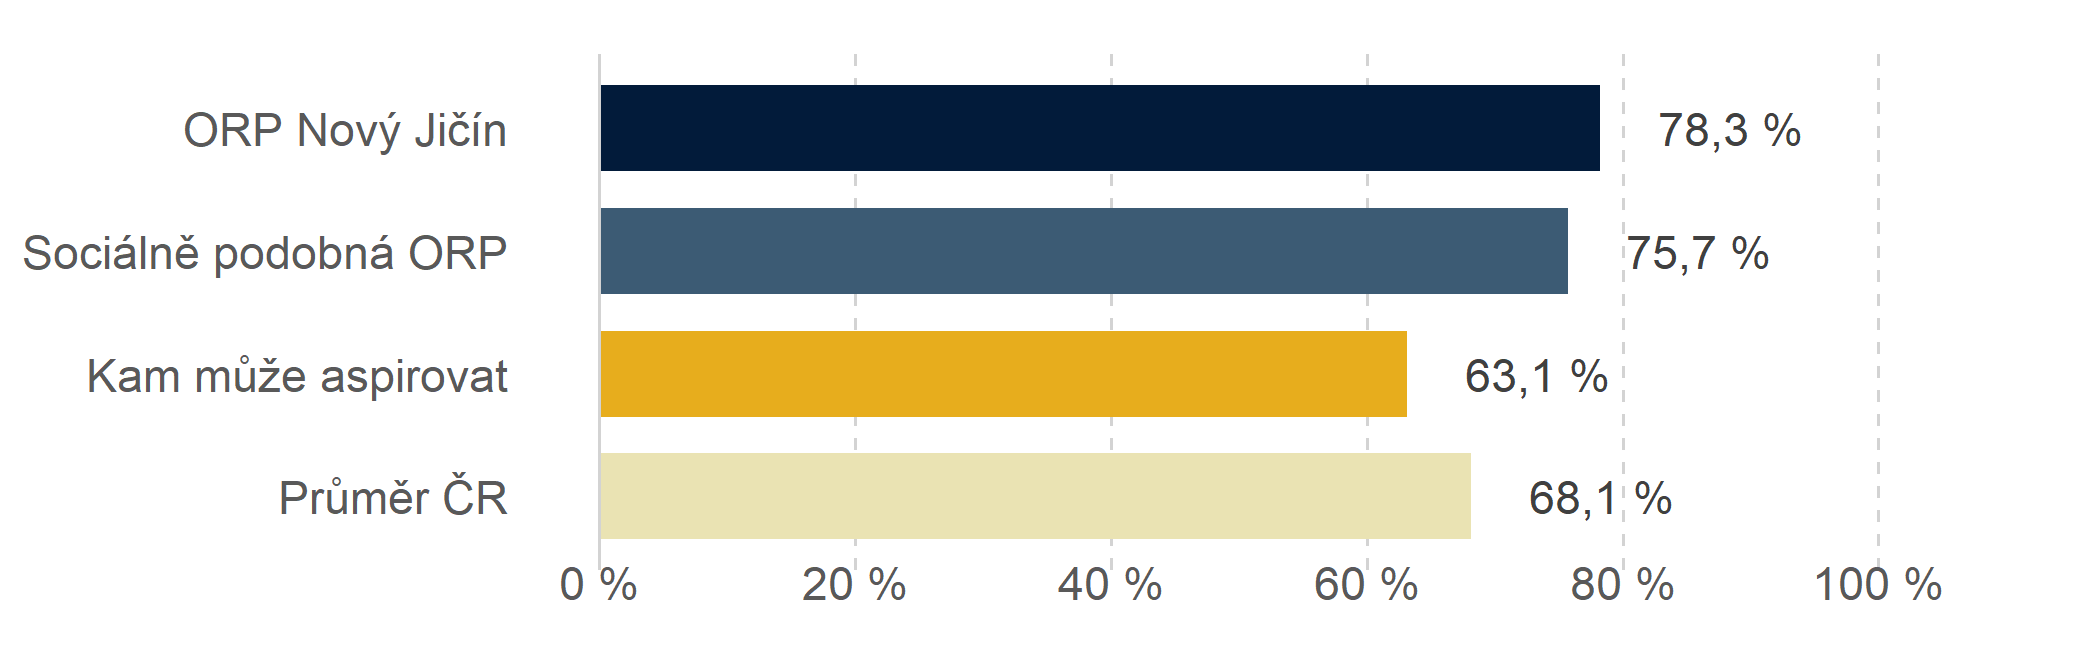 ORP Nový Jičín
78,3 %
Sociálně podobná ORP
75,7 %
Kam může aspirovat
63,1 %
Průměr ČR
68,1 %
0 % 20 % 40 % 60 % 80 % 100 %